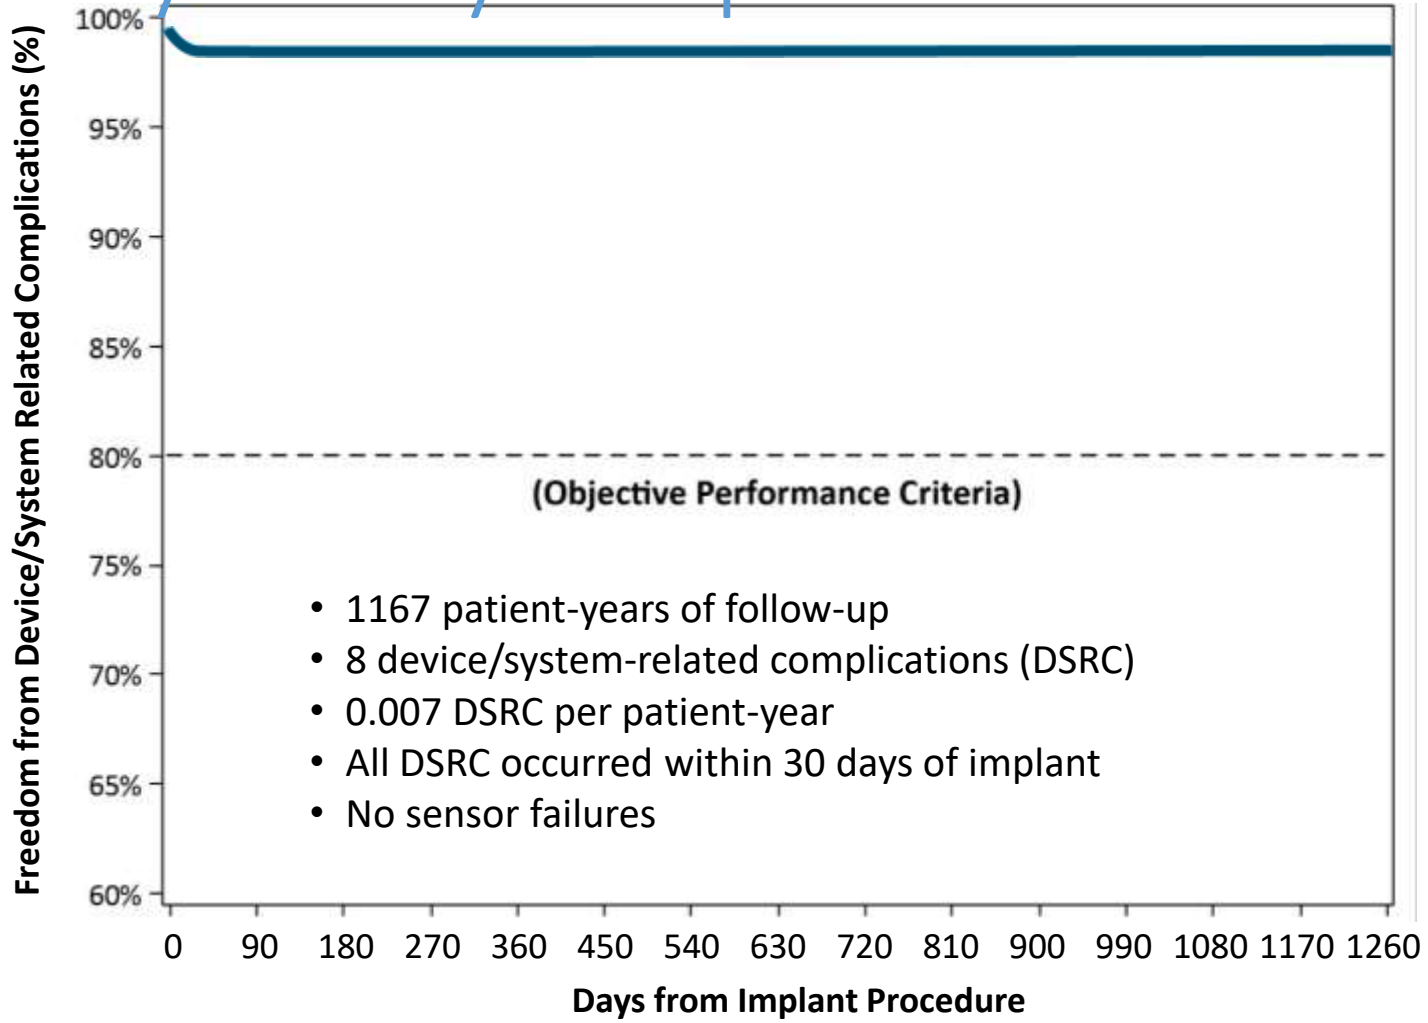 Freedom from Device/System Related Complications (%)
100%
95%
90%
85%
80%
75%
70%
65%
60%
(Objective Performance Criteria)
• 1167 patient-years of follow-up
• 8 device/system-related complications (DSRC)
• 0.007 DSRC per patient-year
• All DSRC occurred within 30 days of implant
• No sensor failures
0 90 180 270 360 450 540 630 720 810 900 990 1080 1170 1260
Days from Implant Procedure